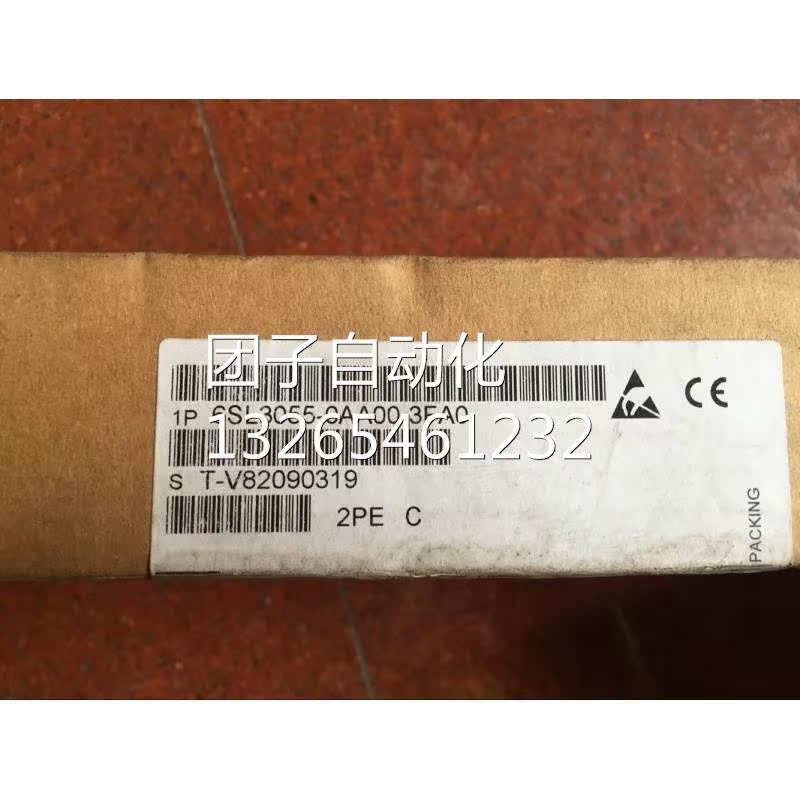 团子自动化
1P 6SL3055-0AA00-3FA0
13265461232
S T-V82090319
2PE C
CE
PACKING